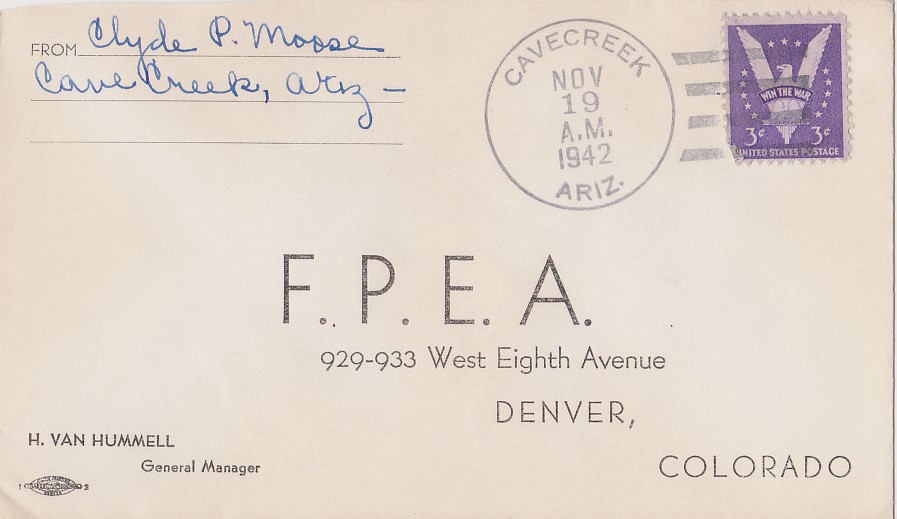 FROM Clyde P. Moose
Cave Creek, Ariz –
CAVECREEK
NOV
19
A.M.
1942
ARIZ.
WIN THE WAR
3¢ 3¢
UNITED STATES POSTAGE
F. P. E. A.
929-933 West Eighth Avenue
DENVER,
COLORADO
H. VAN HUMMELL
General Manager